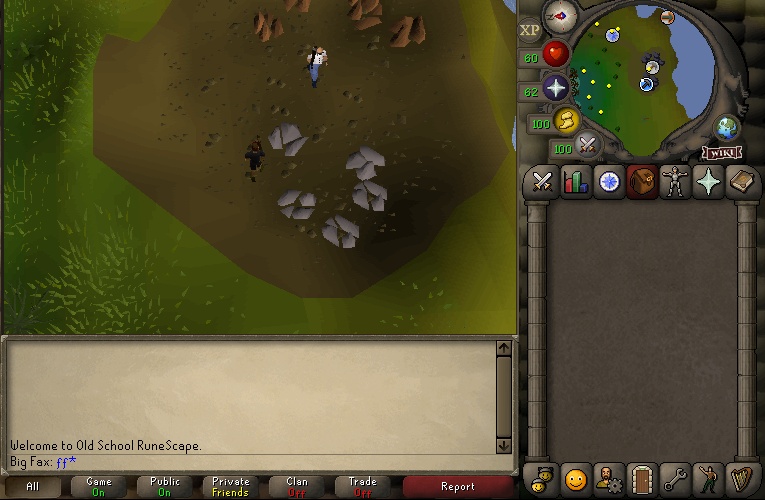 XP
60
62
100
100
WIKI
Welcome to Old School RuneScape.
Big Fax: ff*
All
Game
On
Public
On
Private
Friends
Clan
Off
Trade
Off
Report